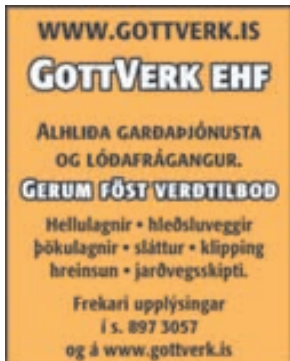 WWW.GOTTVERK.IS
GOTTVERK EHF
ALHLIÐA GARÐAÞJÓNUSTA
OG LÓÐAFRÁGANGUR.
GERUM FÖST VERÐTILBOÐ
Hellulagnir • hleðsluveggir
þökulagnir • sláttur • klipping
hreinsun • jarðvegsskipti.
Frekari upplýsingar
í s. 897 3057
og á www.gottverk.is